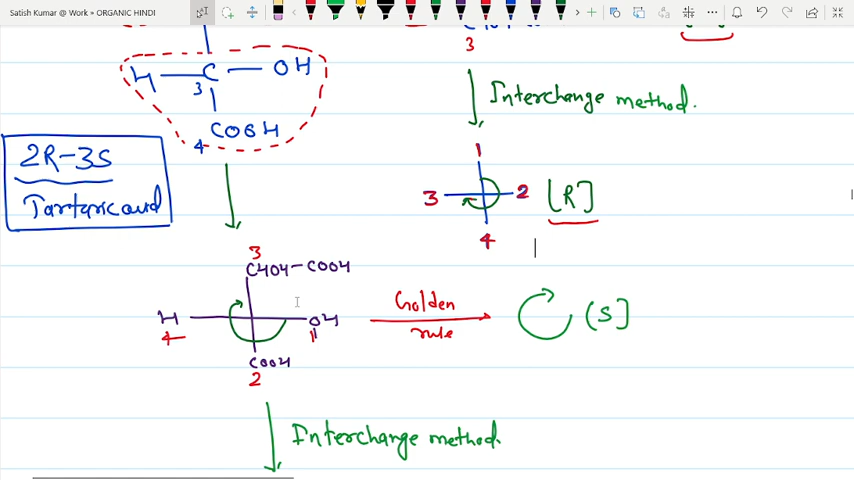 Satish Kumar @ Work » ORGANIC HINDI
3
H C OH
3
COOH
4
Interchange method.
2R-3S
Tartaric acid
1
3 2 [R]
4
3
CHOH-COOH
H OH
4 1
COOH
2
Golden
rule
(S]
Interchange method.